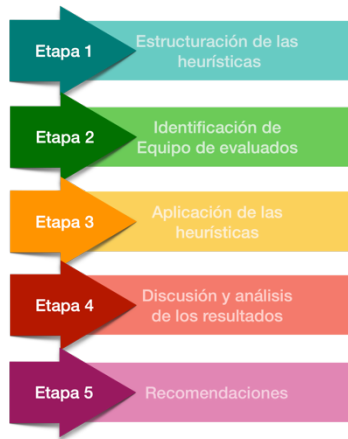 Etapa 1
Estructuración de las
heurísticas
Etapa 2
Identificación de
Equipo de evaluados
Etapa 3
Aplicación de las
heurísticas
Etapa 4
Discusión y análisis
de los resultados
Etapa 5
Recomendaciones